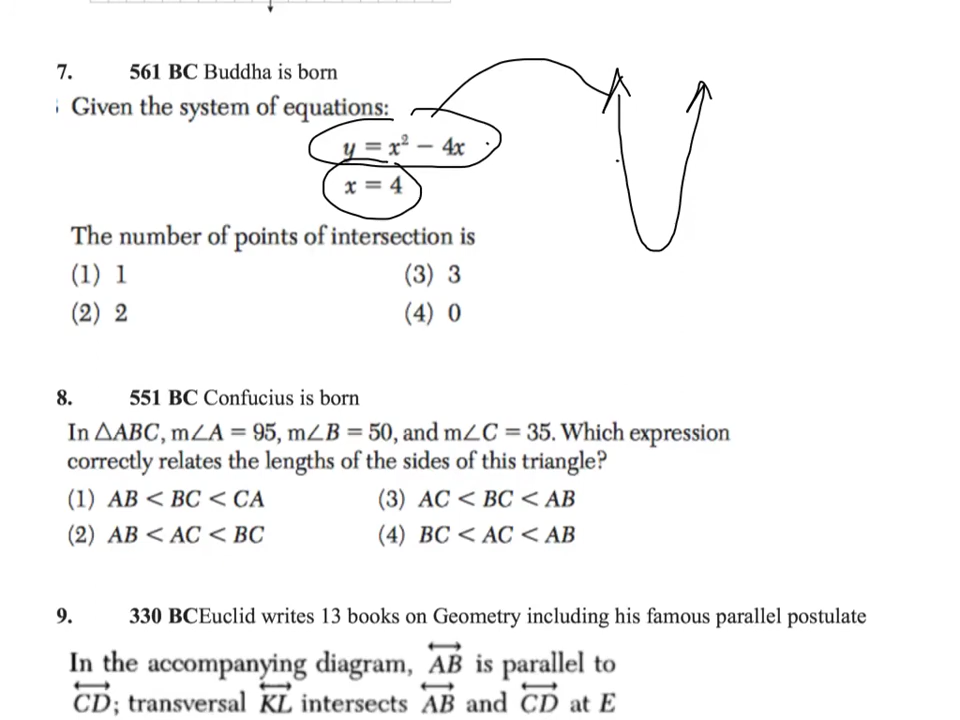 7. 561 BC Buddha is born
Given the system of equations:
y = x² − 4x
x = 4
The number of points of intersection is
(1) 1 (3) 3
(2) 2 (4) 0
8. 551 BC Confucius is born
In △ABC, m∠A = 95, m∠B = 50, and m∠C = 35. Which expression
correctly relates the lengths of the sides of this triangle?
(1) AB < BC < CA (3) AC < BC < AB
(2) AB < AC < BC (4) BC < AC < AB
9. 330 BCEuclid writes 13 books on Geometry including his famous parallel postulate
In the accompanying diagram, AB is parallel to
CD; transversal KL intersects AB and CD at E